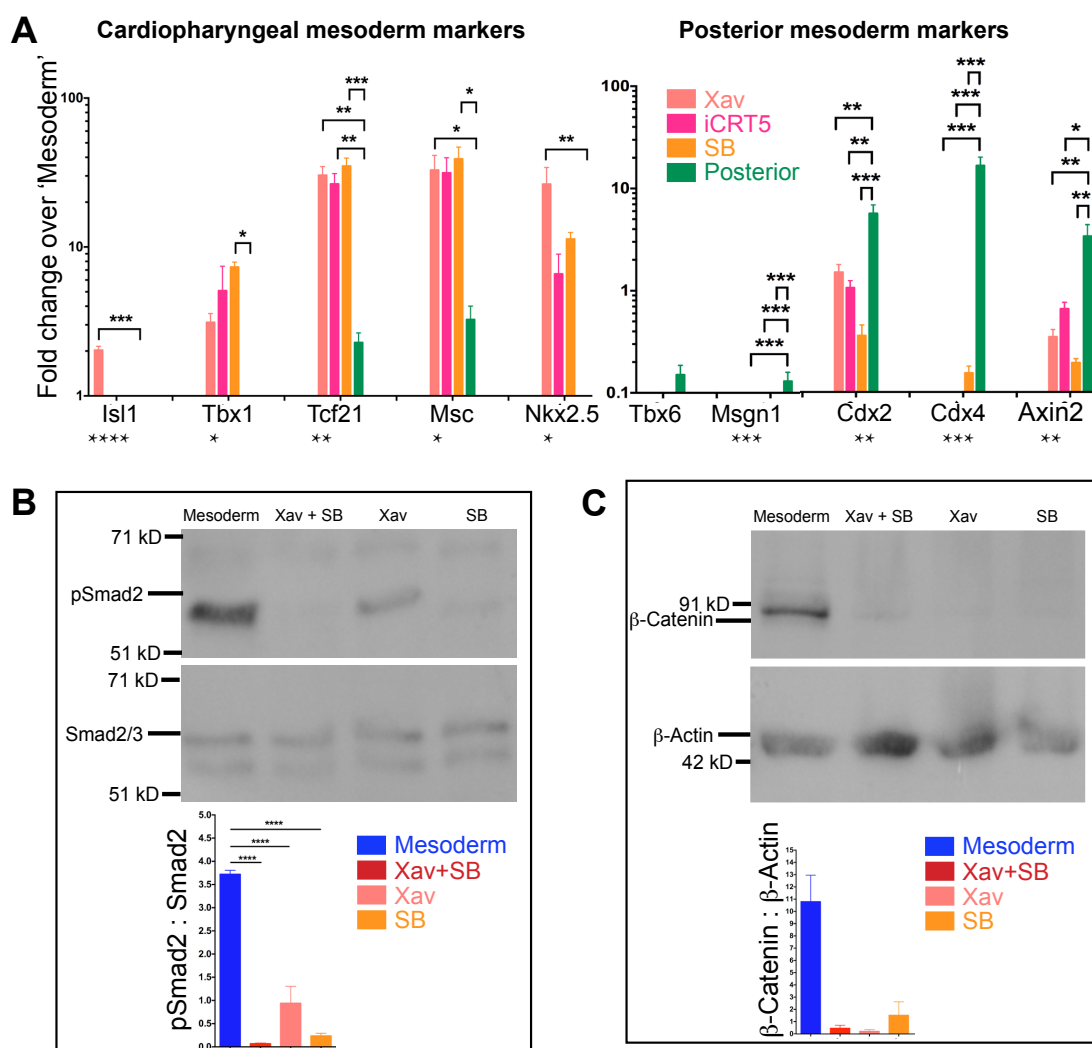 A
Cardiopharyngeal mesoderm markers
Posterior mesoderm markers
Fold change over 'Mesoderm'
100
10
1
*** * *** ** ** * * **
Isl1 Tbx1 Tcf21 Msc Nkx2.5
**** * ** * *
100
10
1
0.1
Xav
iCRT5
SB
Posterior
*** *** *** ** ** *** *** *** *** * ** **
Tbx6 Msgn1 Cdx2 Cdx4 Axin2
*** ** *** **
B
Mesoderm Xav + SB Xav SB
71 kD
pSmad2
51 kD
71 kD
Smad2/3
51 kD
pSmad2 : Smad2
5.0
4.5
4.0
3.5
3.0
2.5
2.0
1.5
1.0
0.5
0.0
****
****
****
Mesoderm
Xav+SB
Xav
SB
C
Mesoderm Xav + SB Xav SB
91 kD
β-Catenin
β-Actin
42 kD
β-Catenin : β-Actin
15
14
13
12
11
10
9
8
7
6
5
4
3
2
1
0
Mesoderm
Xav+SB
Xav
SB